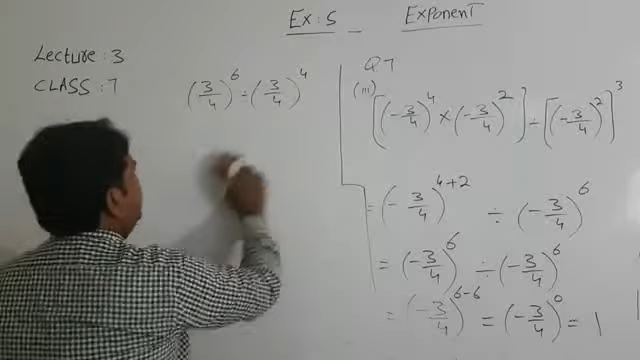 Ex: 5 _ EXPONENT
Lecture : 3
CLASS : 7
(3/4)^6 ÷ (3/4)^4
Q7
(iii) [(-3/4)^4 × (-3/4)^2] ÷ [(-3/4)^2]^3
= (-3/4)^4+2 ÷ (-3/4)^6
= (-3/4)^6 ÷ (-3/4)^6
= (-3/4)^6-6 = (-3/4)^0 = 1